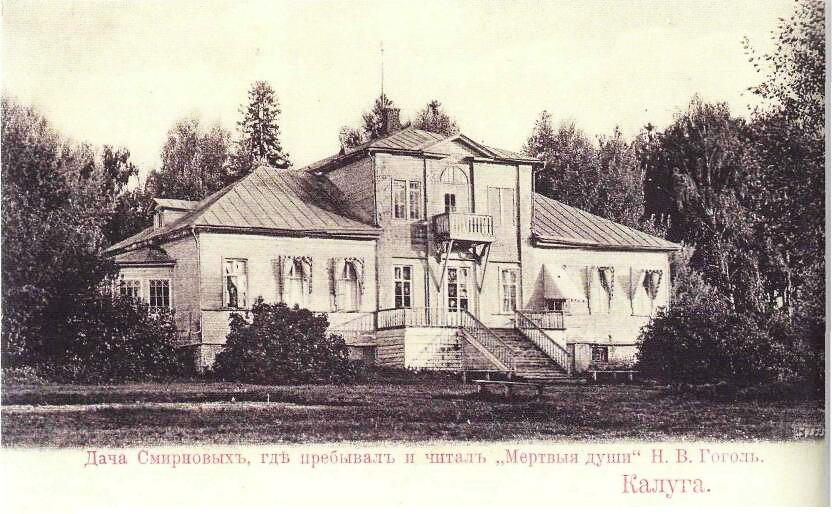 Дача Смирновыхъ, гдѣ пребывалъ и читалъ „Мертвыя души“ Н. В. Гоголь.
Калуга.